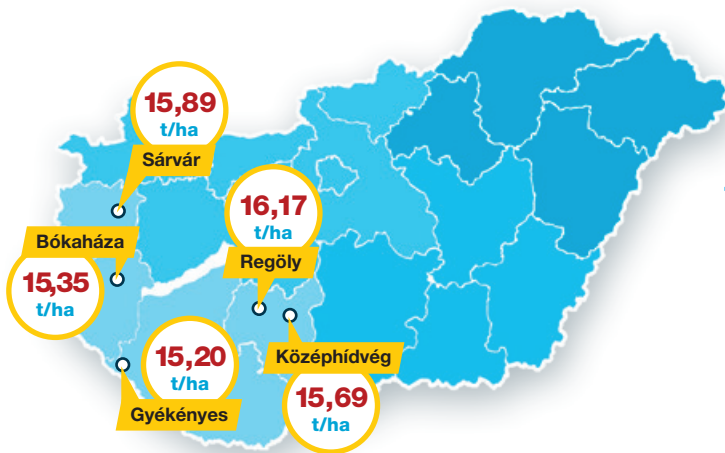 15,89
t/ha
Sárvár
16,17
t/ha
Regöly
Bókaháza
15,35
t/ha
15,20
t/ha
Gyékényes
Középhídvég
15,69
t/ha